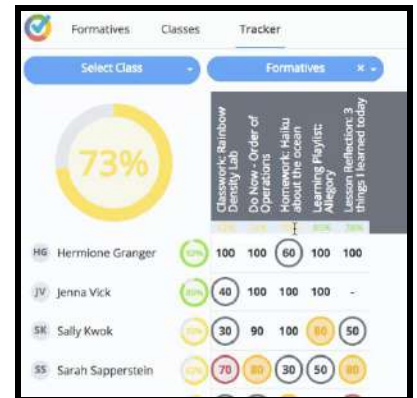 Formatives Classes Tracker
Select Class Formatives ×
73%
Classwork: Rainbow
Density Lab
Do Now - Order of
Operations
Homework: Haiku
about the ocean
Learning Playlist:
Allegory
Lesson Reflection: 3
things I learned today
HG Hermione Granger 100 100 60 100 100
JV Jenna Vick 40 100 100 100 -
SK Sally Kwok 30 90 100 80 50
SS Sarah Sapperstein 70 80 30 50 80